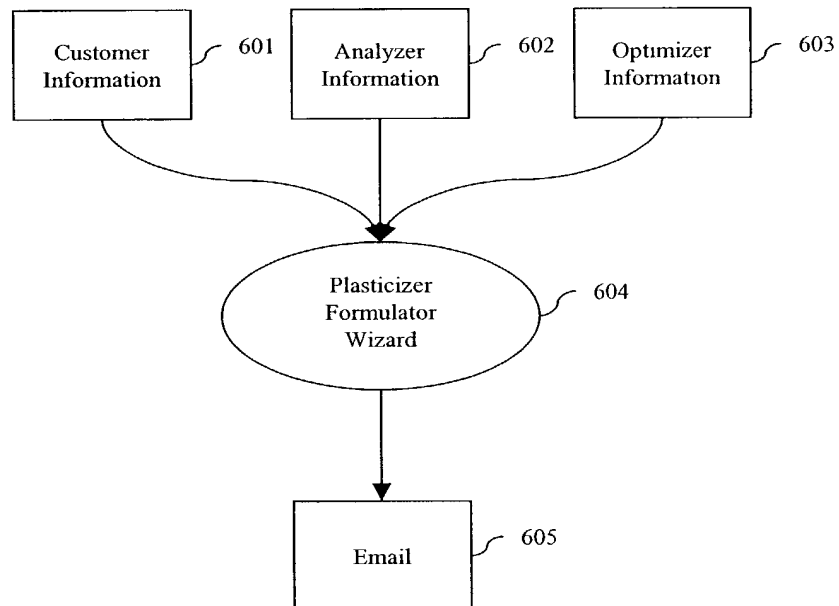 Customer
Information
601
Analyzer
Information
602
Optimizer
Information
603
Plasticizer
Formulator
Wizard
604
Email
605